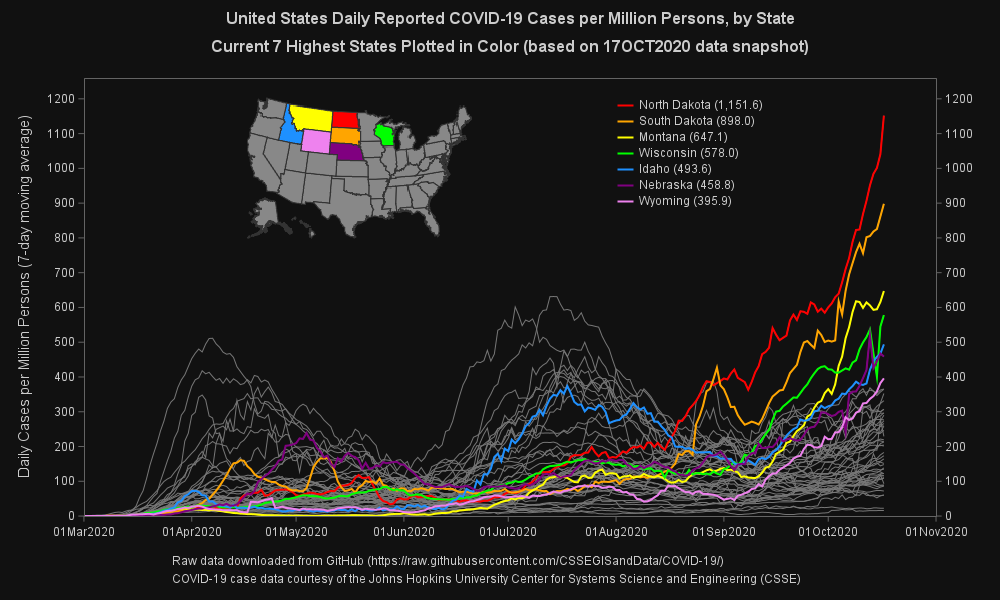 United States Daily Reported COVID-19 Cases per Million Persons, by State
Current 7 Highest States Plotted in Color (based on 17OCT2020 data snapshot)
Daily Cases per Million Persons (7-day moving average)
1200
1100
1000
900
800
700
600
500
400
300
200
100
0
North Dakota (1,151.6)
South Dakota (898.0)
Montana (647.1)
Wisconsin (578.0)
Idaho (493.6)
Nebraska (458.8)
Wyoming (395.9)
1200
1100
1000
900
800
700
600
500
400
300
200
100
0
01Mar2020 01Apr2020 01May2020 01Jun2020 01Jul2020 01Aug2020 01Sep2020 01Oct2020 01Nov2020
Raw data downloaded from GitHub (https://raw.githubusercontent.com/CSSEGISandData/COVID-19/)
COVID-19 case data courtesy of the Johns Hopkins University Center for Systems Science and Engineering (CSSE)